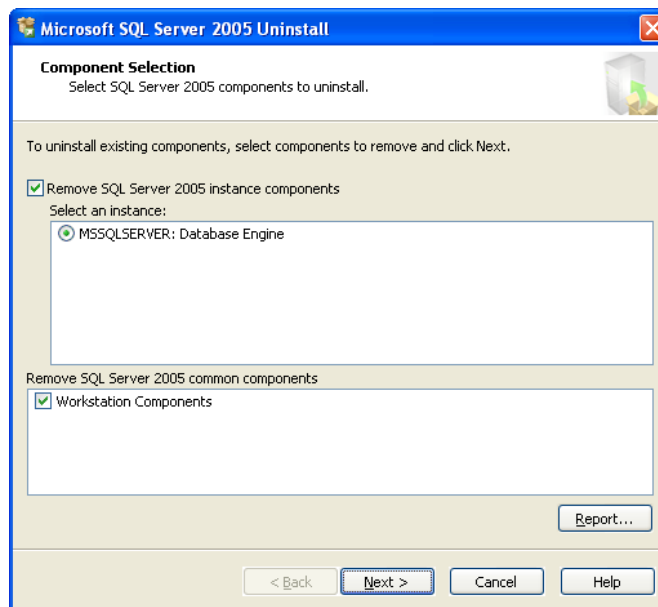 Microsoft SQL Server 2005 Uninstall
Component Selection
Select SQL Server 2005 components to uninstall.
To uninstall existing components, select components to remove and click Next.
Remove SQL Server 2005 instance components
Select an instance:
MSSQLSERVER: Database Engine
Remove SQL Server 2005 common components
Workstation Components
Report...
< Back Next > Cancel Help